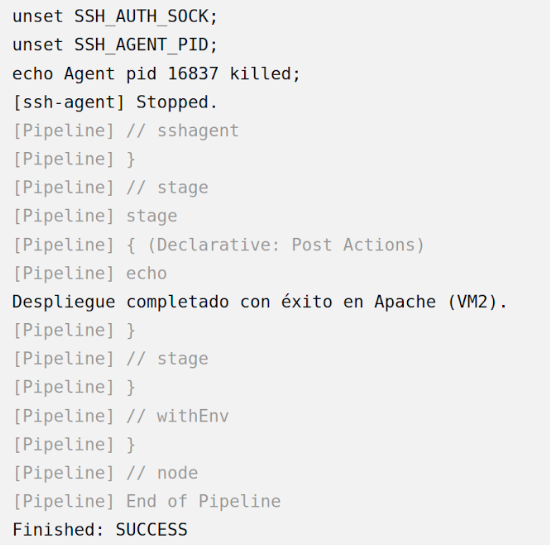 unset SSH_AUTH_SOCK;
unset SSH_AGENT_PID;
echo Agent pid 16837 killed;
[ssh-agent] Stopped.
[Pipeline] // sshagent
[Pipeline] }
[Pipeline] // stage
[Pipeline] stage
[Pipeline] { (Declarative: Post Actions)
[Pipeline] echo
Despliegue completado con éxito en Apache (VM2).
[Pipeline] }
[Pipeline] // stage
[Pipeline] }
[Pipeline] // withEnv
[Pipeline] }
[Pipeline] // node
[Pipeline] End of Pipeline
Finished: SUCCESS